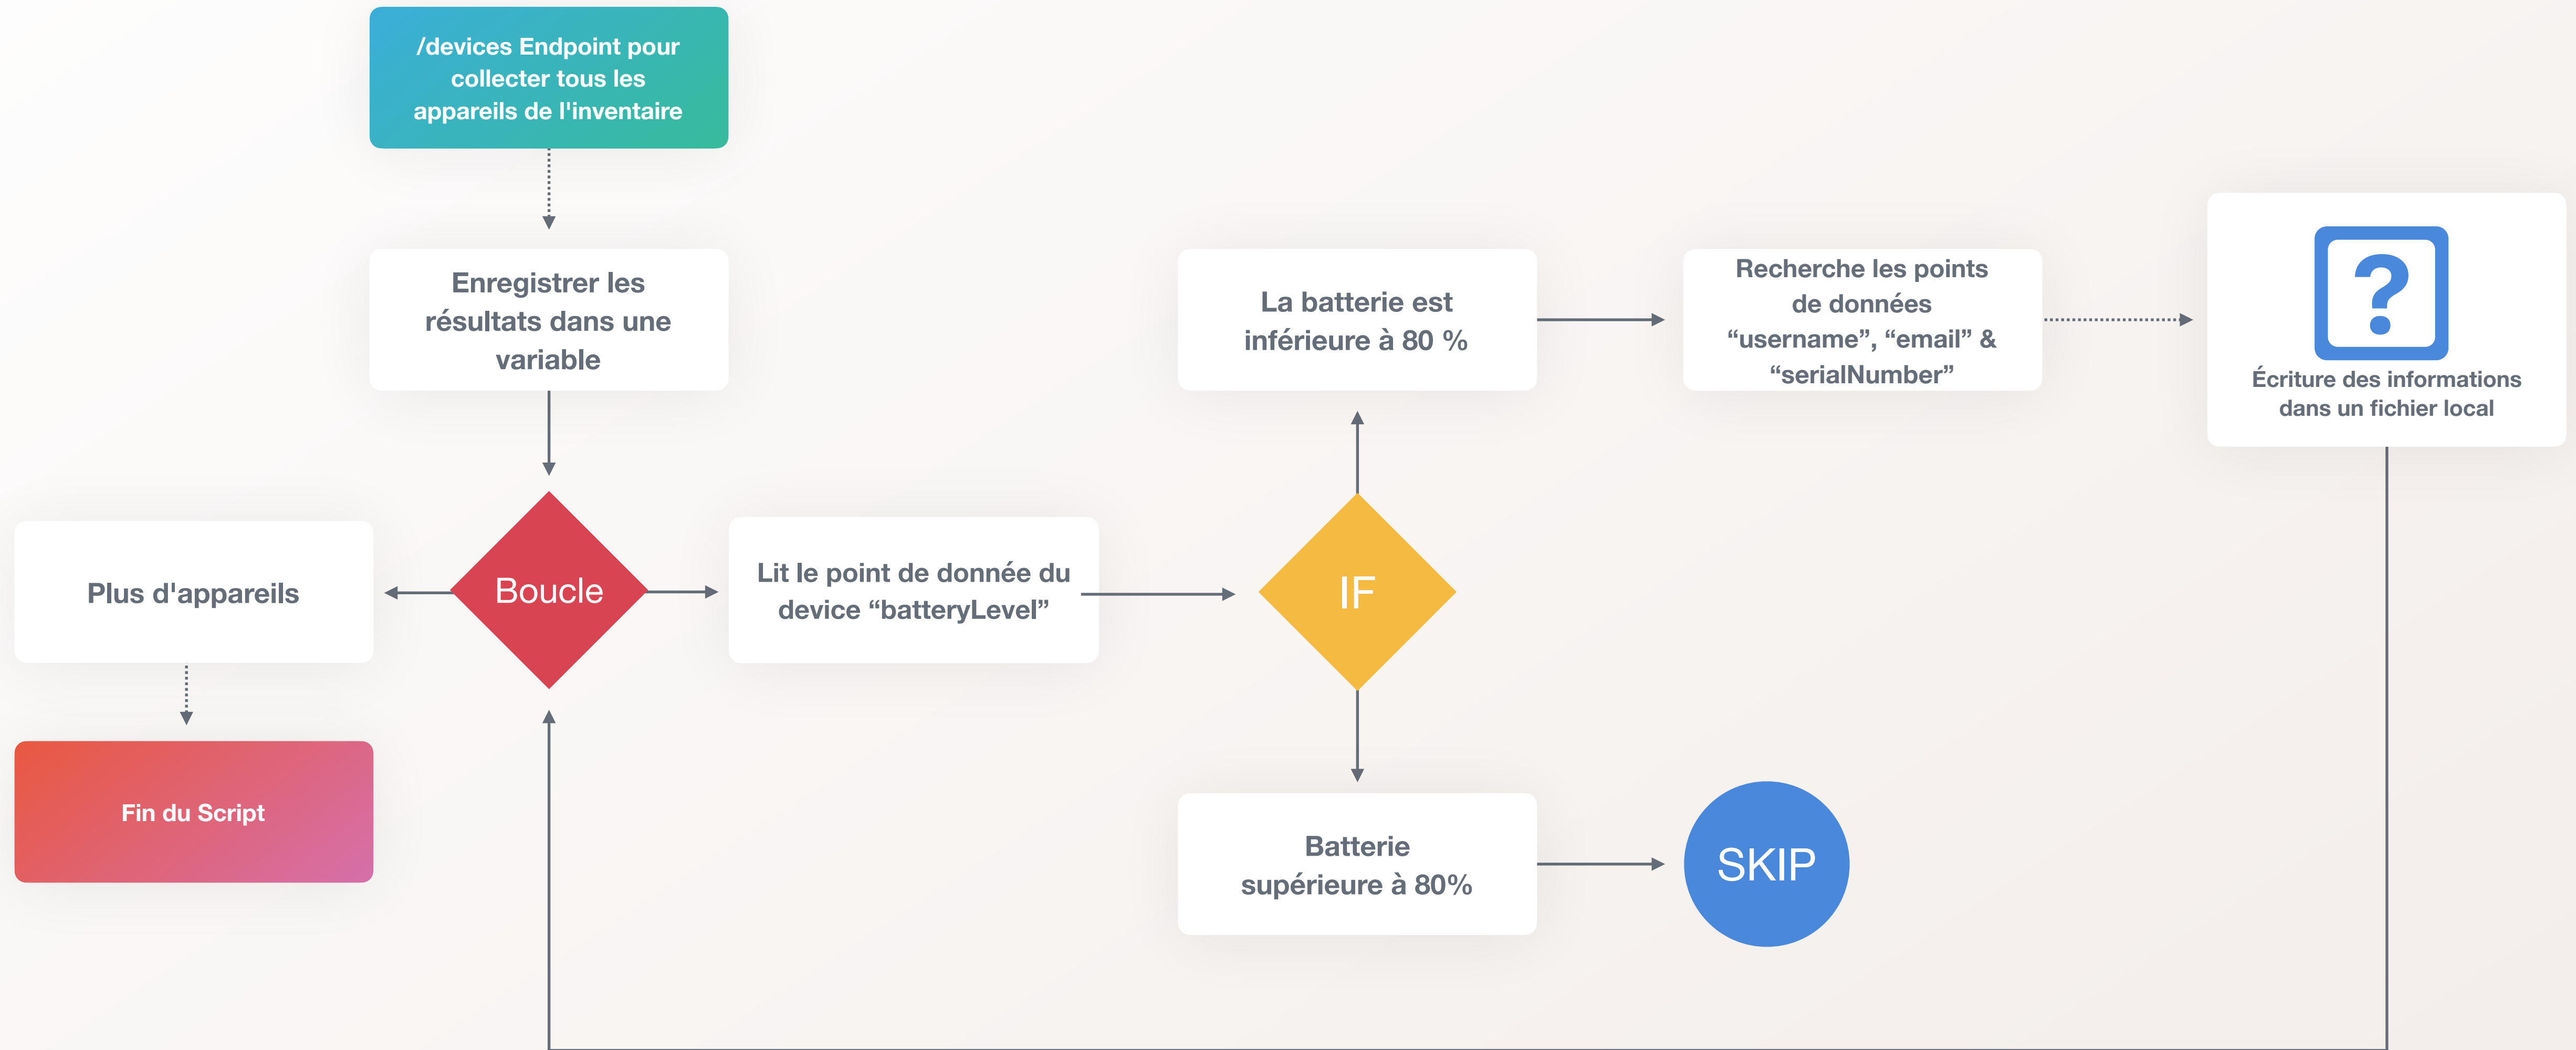 /devices Endpoint pour
collecter tous les
appareils de l'inventaire
Enregistrer les
résultats dans une
variable
La batterie est
inférieure à 80 %
Recherche les points
de données
“username”, “email” &
“serialNumber”
?
Écriture des informations
dans un fichier local
Plus d'appareils
Boucle
Lit le point de donnée du
device “batteryLevel”
IF
Fin du Script
Batterie
supérieure à 80%
SKIP